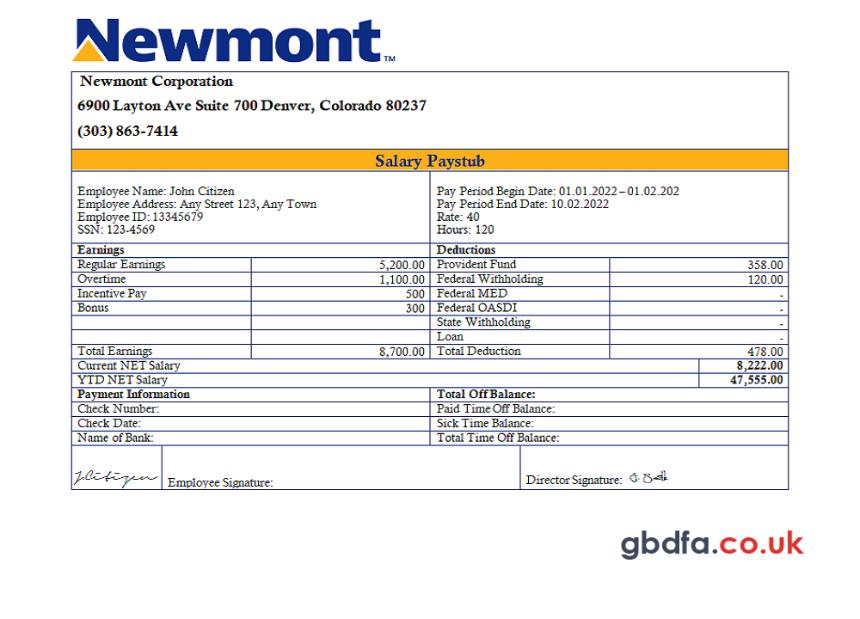 Newmont™
Newmont Corporation
6900 Layton Ave Suite 700 Denver, Colorado 80237
(303) 863-7414
Salary Paystub
Employee Name: John Citizen
Employee Address: Any Street 123, Any Town
Employee ID: 13345679
SSN: 123-4569
Pay Period Begin Date: 01.01.2022–01.02.202
Pay Period End Date: 10.02.2022
Rate: 40
Hours: 120
Earnings Deductions
Regular Earnings 5,200.00 Provident Fund 358.00
Overtime 1,100.00 Federal Withholding 120.00
Incentive Pay 500 Federal MED -
Bonus 300 Federal OASDI -
State Withholding -
Loan -
Total Earnings 8,700.00 Total Deduction 478.00
Current NET Salary 8,222.00
YTD NET Salary 47,555.00
Payment Information Total Off Balance:
Check Number: Paid Time Off Balance:
Check Date: Sick Time Balance:
Name of Bank: Total Time Off Balance:
JCitizen Employee Signature: Director Signature:
gbdfa.co.uk